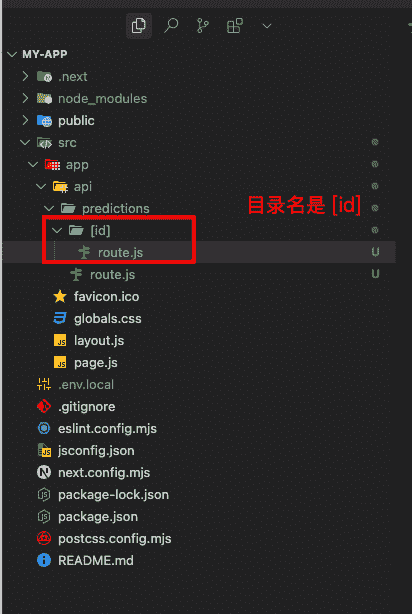 MY-APP
.next
node_modules
public
src
app
api
predictions
目录名是 [id]
[id]
route.js
U
route.js
U
favicon.ico
globals.css
layout.js
page.js
.env.local
.gitignore
eslint.config.mjs
jsconfig.json
next.config.mjs
package-lock.json
package.json
postcss.config.mjs
README.md